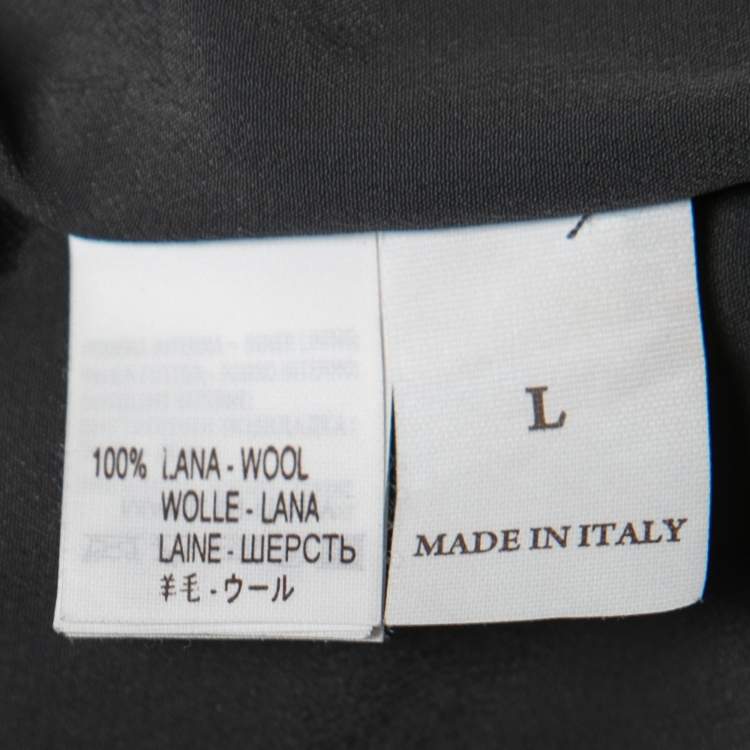 100% LANA - WOOL
WOLLE - LANA
LAINE - ШЕРСТЬ
羊毛 - ウール
L
MADE IN ITALY